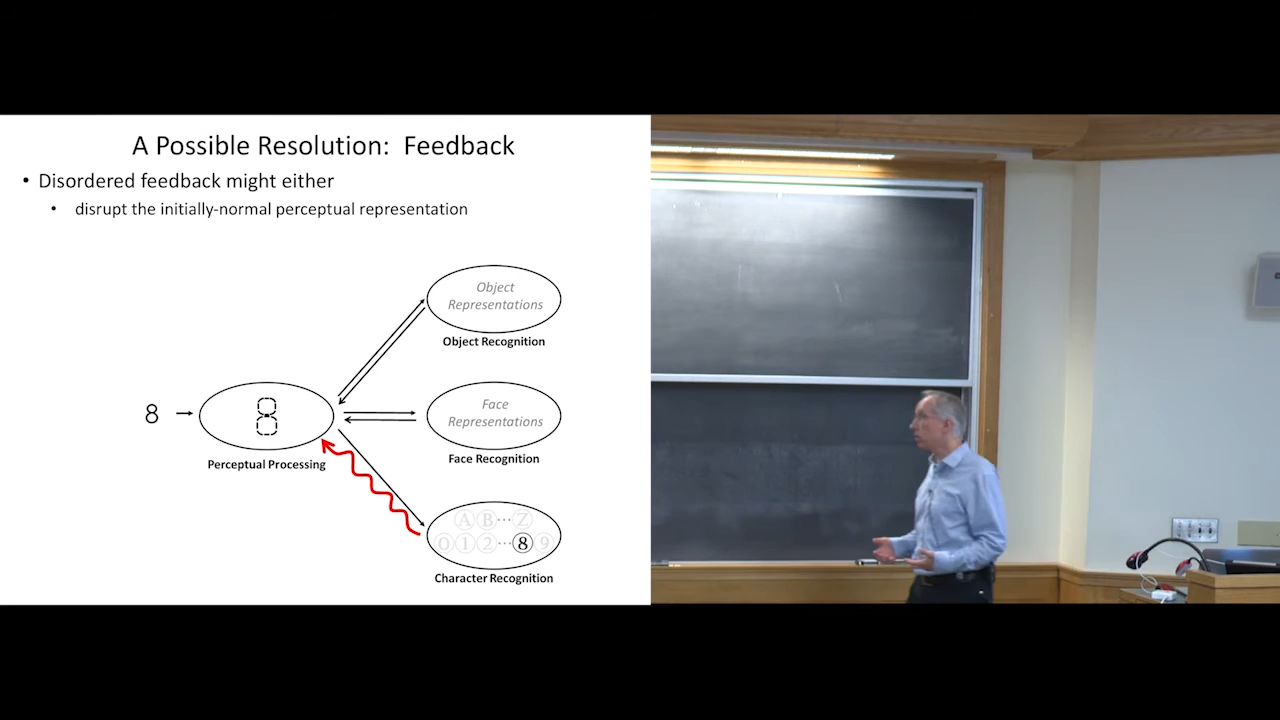 A Possible Resolution: Feedback
• Disordered feedback might either
• disrupt the initially-normal perceptual representation
Object
Representations
Object Recognition
8
8
Perceptual Processing
Face
Representations
Face Recognition
A B ... Z
0 1 2 ... 8 9
Character Recognition